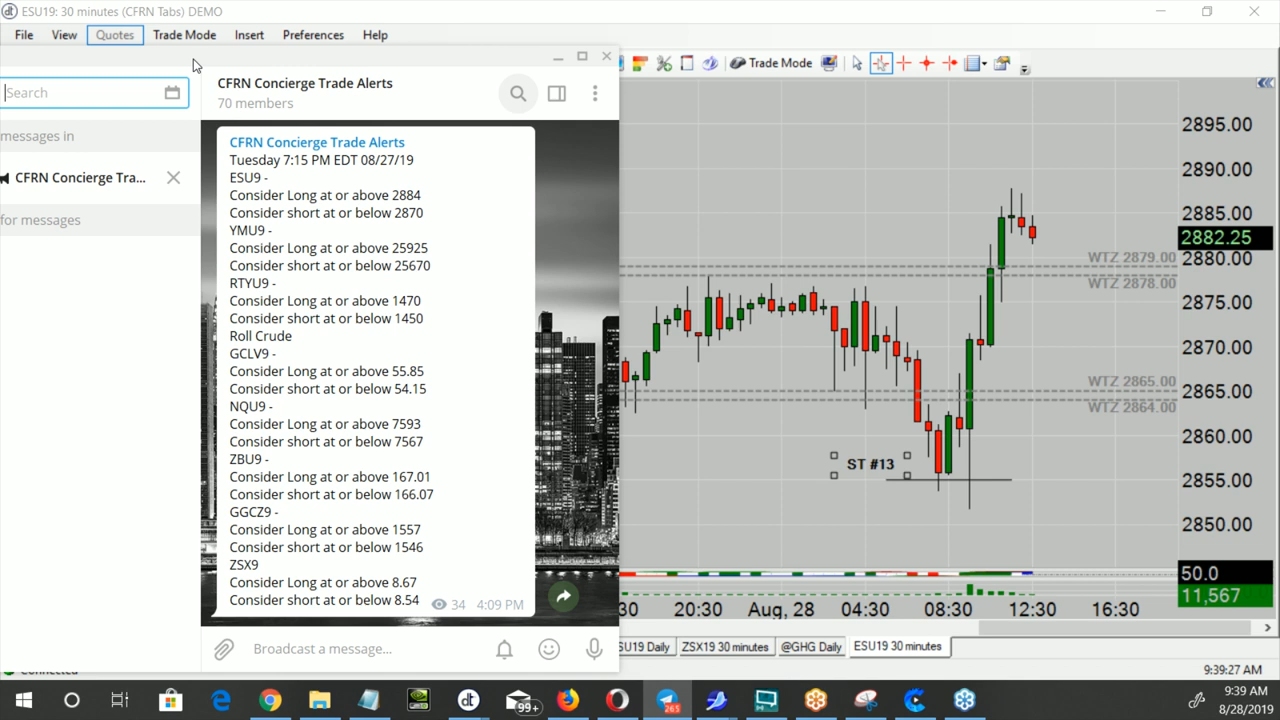 ESU19: 30 minutes (CFRN Tabs) DEMO
File View Quotes Trade Mode Insert Preferences Help
Trade Mode
Search
CFRN Concierge Trade Alerts
70 members
messages in
CFRN Concierge Tra...
for messages
CFRN Concierge Trade Alerts
Tuesday 7:15 PM EDT 08/27/19
ESU9 -
Consider Long at or above 2884
Consider short at or below 2870
YMU9 -
Consider Long at or above 25925
Consider short at or below 25670
RTYU9 -
Consider Long at or above 1470
Consider short at or below 1450
Roll Crude
GCLV9 -
Consider Long at or above 55.85
Consider short at or below 54.15
NQU9 -
Consider Long at or above 7593
Consider short at or below 7567
ZBU9 -
Consider Long at or above 167.01
Consider short at or below 166.07
GGCZ9 -
Consider Long at or above 1557
Consider short at or below 1546
ZSX9
Consider Long at or above 8.67
Consider short at or below 8.54
34 4:09 PM
Broadcast a message...
2895.00
2890.00
2885.00
2882.25
2880.00
2875.00
2870.00
2865.00
2860.00
2855.00
2850.00
WTZ 2879.00
WTZ 2878.00
WTZ 2865.00
WTZ 2864.00
ST #13
50.0
11,567
:30 20:30 Aug, 28 04:30 08:30 12:30 16:30
SU19 Daily ZSX19 30 minutes @GHG Daily ESU19 30 minutes
Connected
9:39:27 AM
99+
265
9:39 AM
8/28/2019